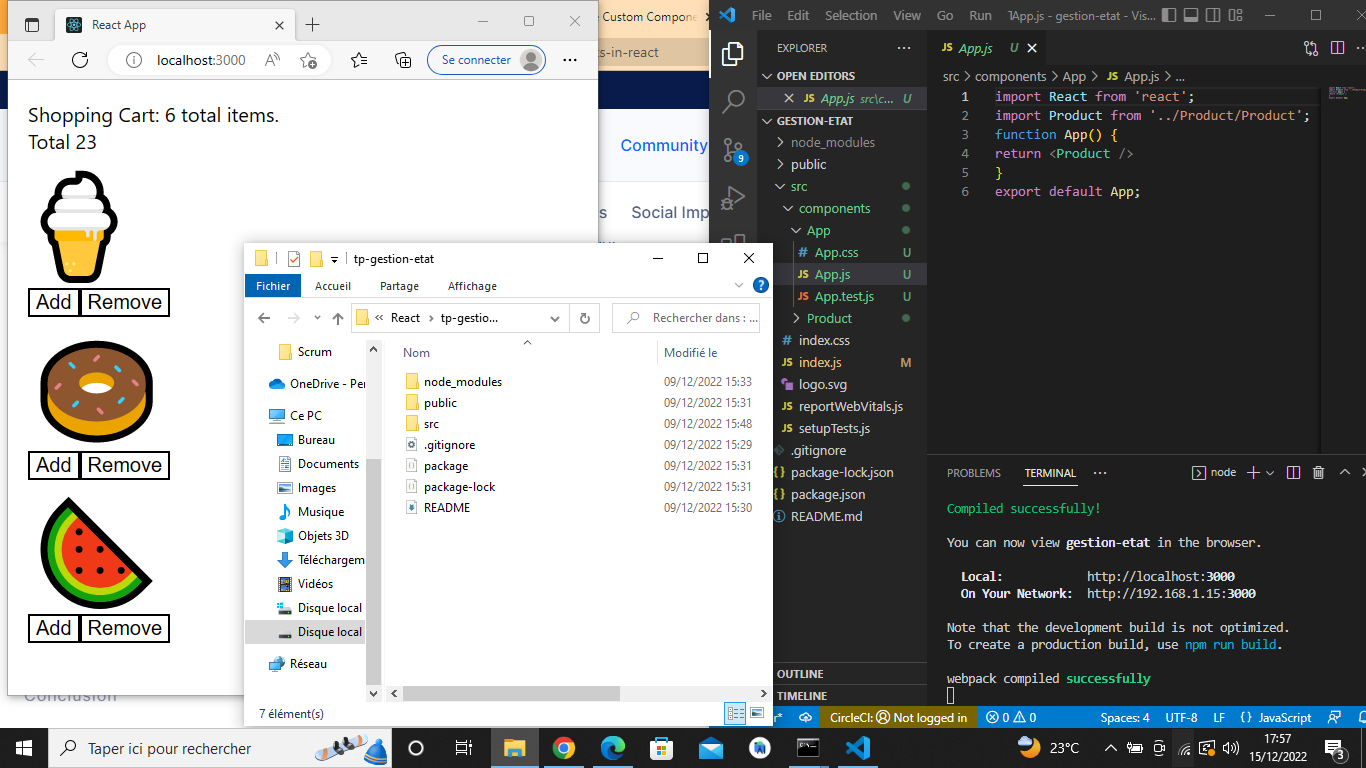 React App
localhost:3000
Se connecter
Shopping Cart: 6 total items.
Total 23
Add Remove
Add Remove
Add Remove
Custom Compone
s-in-react
Community
Social Imp
Conclusion
tp-gestion-etat
Fichier Accueil Partage Affichage
React tp-gestio...
Rechercher dans : ...
Scrum
OneDrive - Per
Ce PC
Bureau
Documents
Images
Musique
Objets 3D
Téléchargem
Vidéos
Disque local
Disque local
Réseau
Nom Modifié le
node_modules 09/12/2022 15:33
public 09/12/2022 15:31
src 09/12/2022 15:48
.gitignore 09/12/2022 15:29
package 09/12/2022 15:31
package-lock 09/12/2022 15:31
README 09/12/2022 15:30
7 élément(s)
File Edit Selection View Go Run
App.js - gestion-etat - Vis...
EXPLORER
OPEN EDITORS
App.js src\c... U
GESTION-ETAT
node_modules
public
src
components
App
App.css U
App.js U
App.test.js U
Product
index.css
index.js M
logo.svg
reportWebVitals.js
setupTests.js
.gitignore
package-lock.json
package.json
README.md
OUTLINE
TIMELINE
9
App.js U
src > components > App > JS App.js > ...
1 import React from 'react';
2 import Product from '../Product/Product';
3 function App() {
4 return <Product />
5 }
6 export default App;
PROBLEMS TERMINAL
node
Compiled successfully!
You can now view gestion-etat in the browser.
Local: http://localhost:3000
On Your Network: http://192.168.1.15:3000
Note that the development build is not optimized.
To create a production build, use npm run build.
webpack compiled successfully
CircleCI: Not logged in
0 0
Spaces: 4 UTF-8 LF {} JavaScript
Taper ici pour rechercher
23°C
17:57
15/12/2022
3